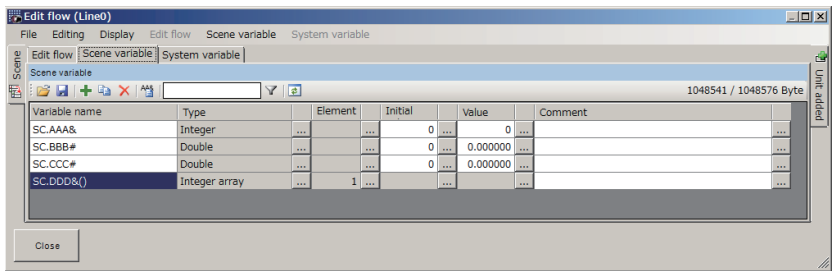 Edit flow (Line0)
File Editing Display Edit flow Scene variable System variable
Scene
Edit flow Scene variable System variable
Scene variable
1048541 / 1048576 Byte
Unit added
Variable name Type Element Initial Value Comment
SC.AAA& Integer ... ... 0 ... 0 ... ...
SC.BBB# Double ... ... 0 ... 0.000000 ... ...
SC.CCC# Double ... ... 0 ... 0.000000 ... ...
SC.DDD&() Integer array ... 1 ... ... ... ...
Close